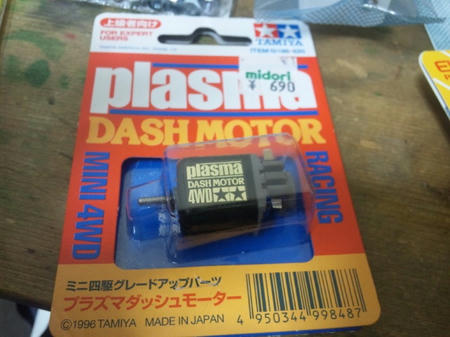 上級者向け
FOR EXPERT
USERS
TAMIYA
midori
¥ 690
plasma
DASH MOTOR
MINI 4WD
RACING
plasma
DASH MOTOR
4WD
ミニ四駆グレードアップパーツ
プラズマダッシュモーター
©1996 TAMIYA MADE IN JAPAN
4 950344 998487